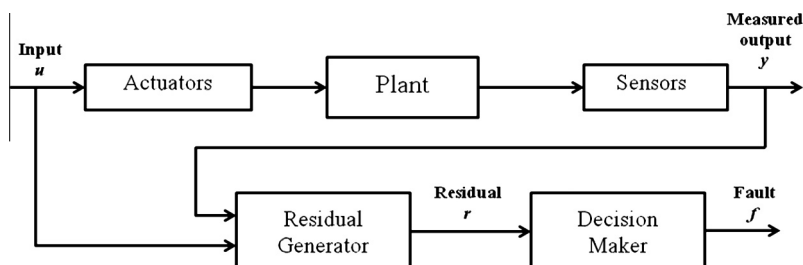 Input
u
Actuators
Plant
Sensors
Measured
output
y
Residual
Generator
Residual
r
Decision
Maker
Fault
f